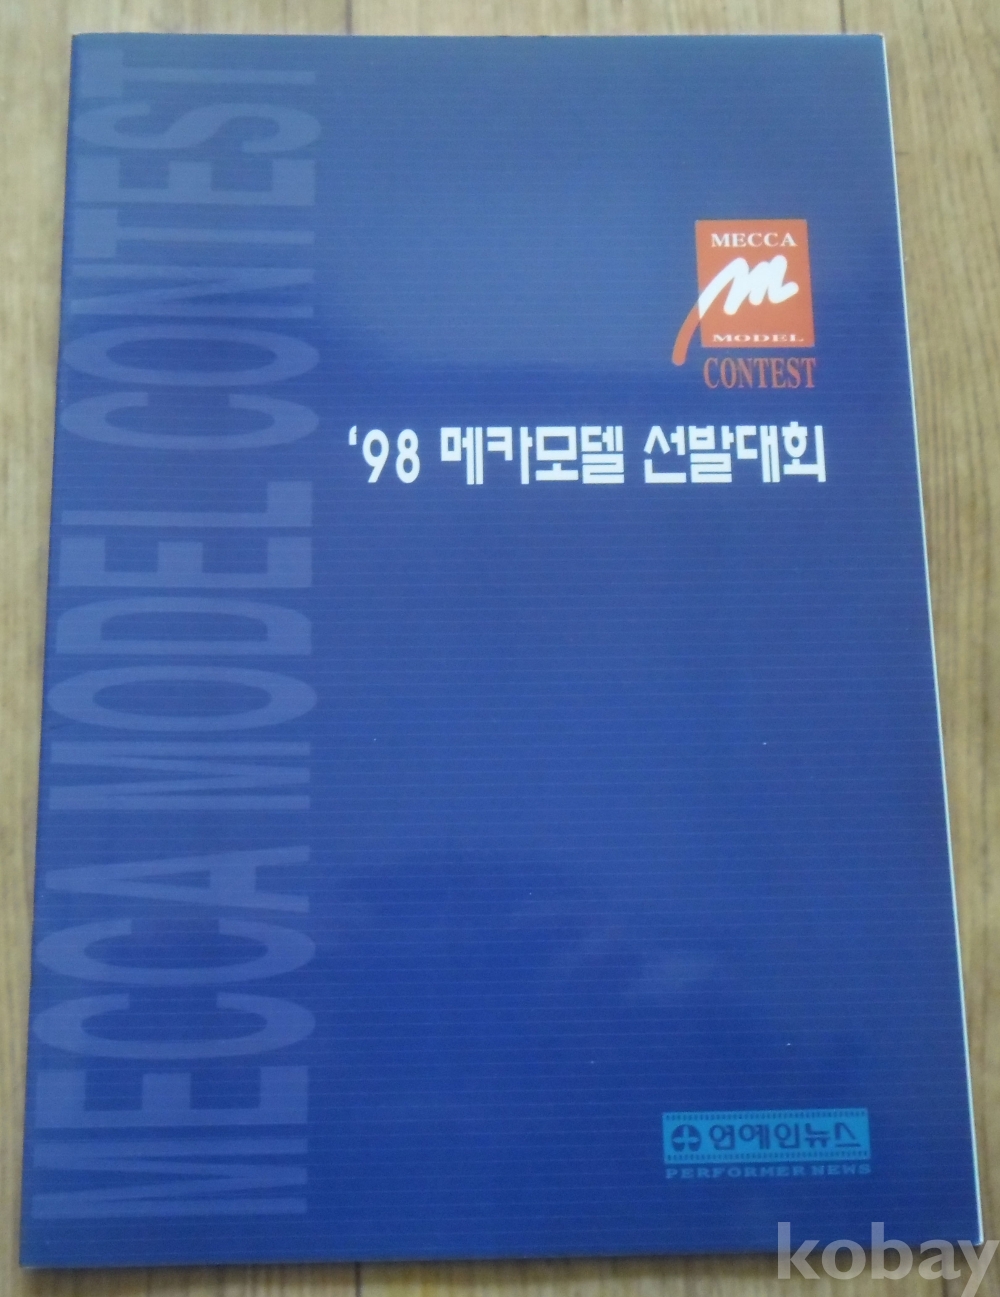 MECCA MODEL CONTEST
MECCA
m
MODEL
CONTEST
‘98 메카모델 선발대회
연예인뉴스
PERFORMER NEWS
kobay